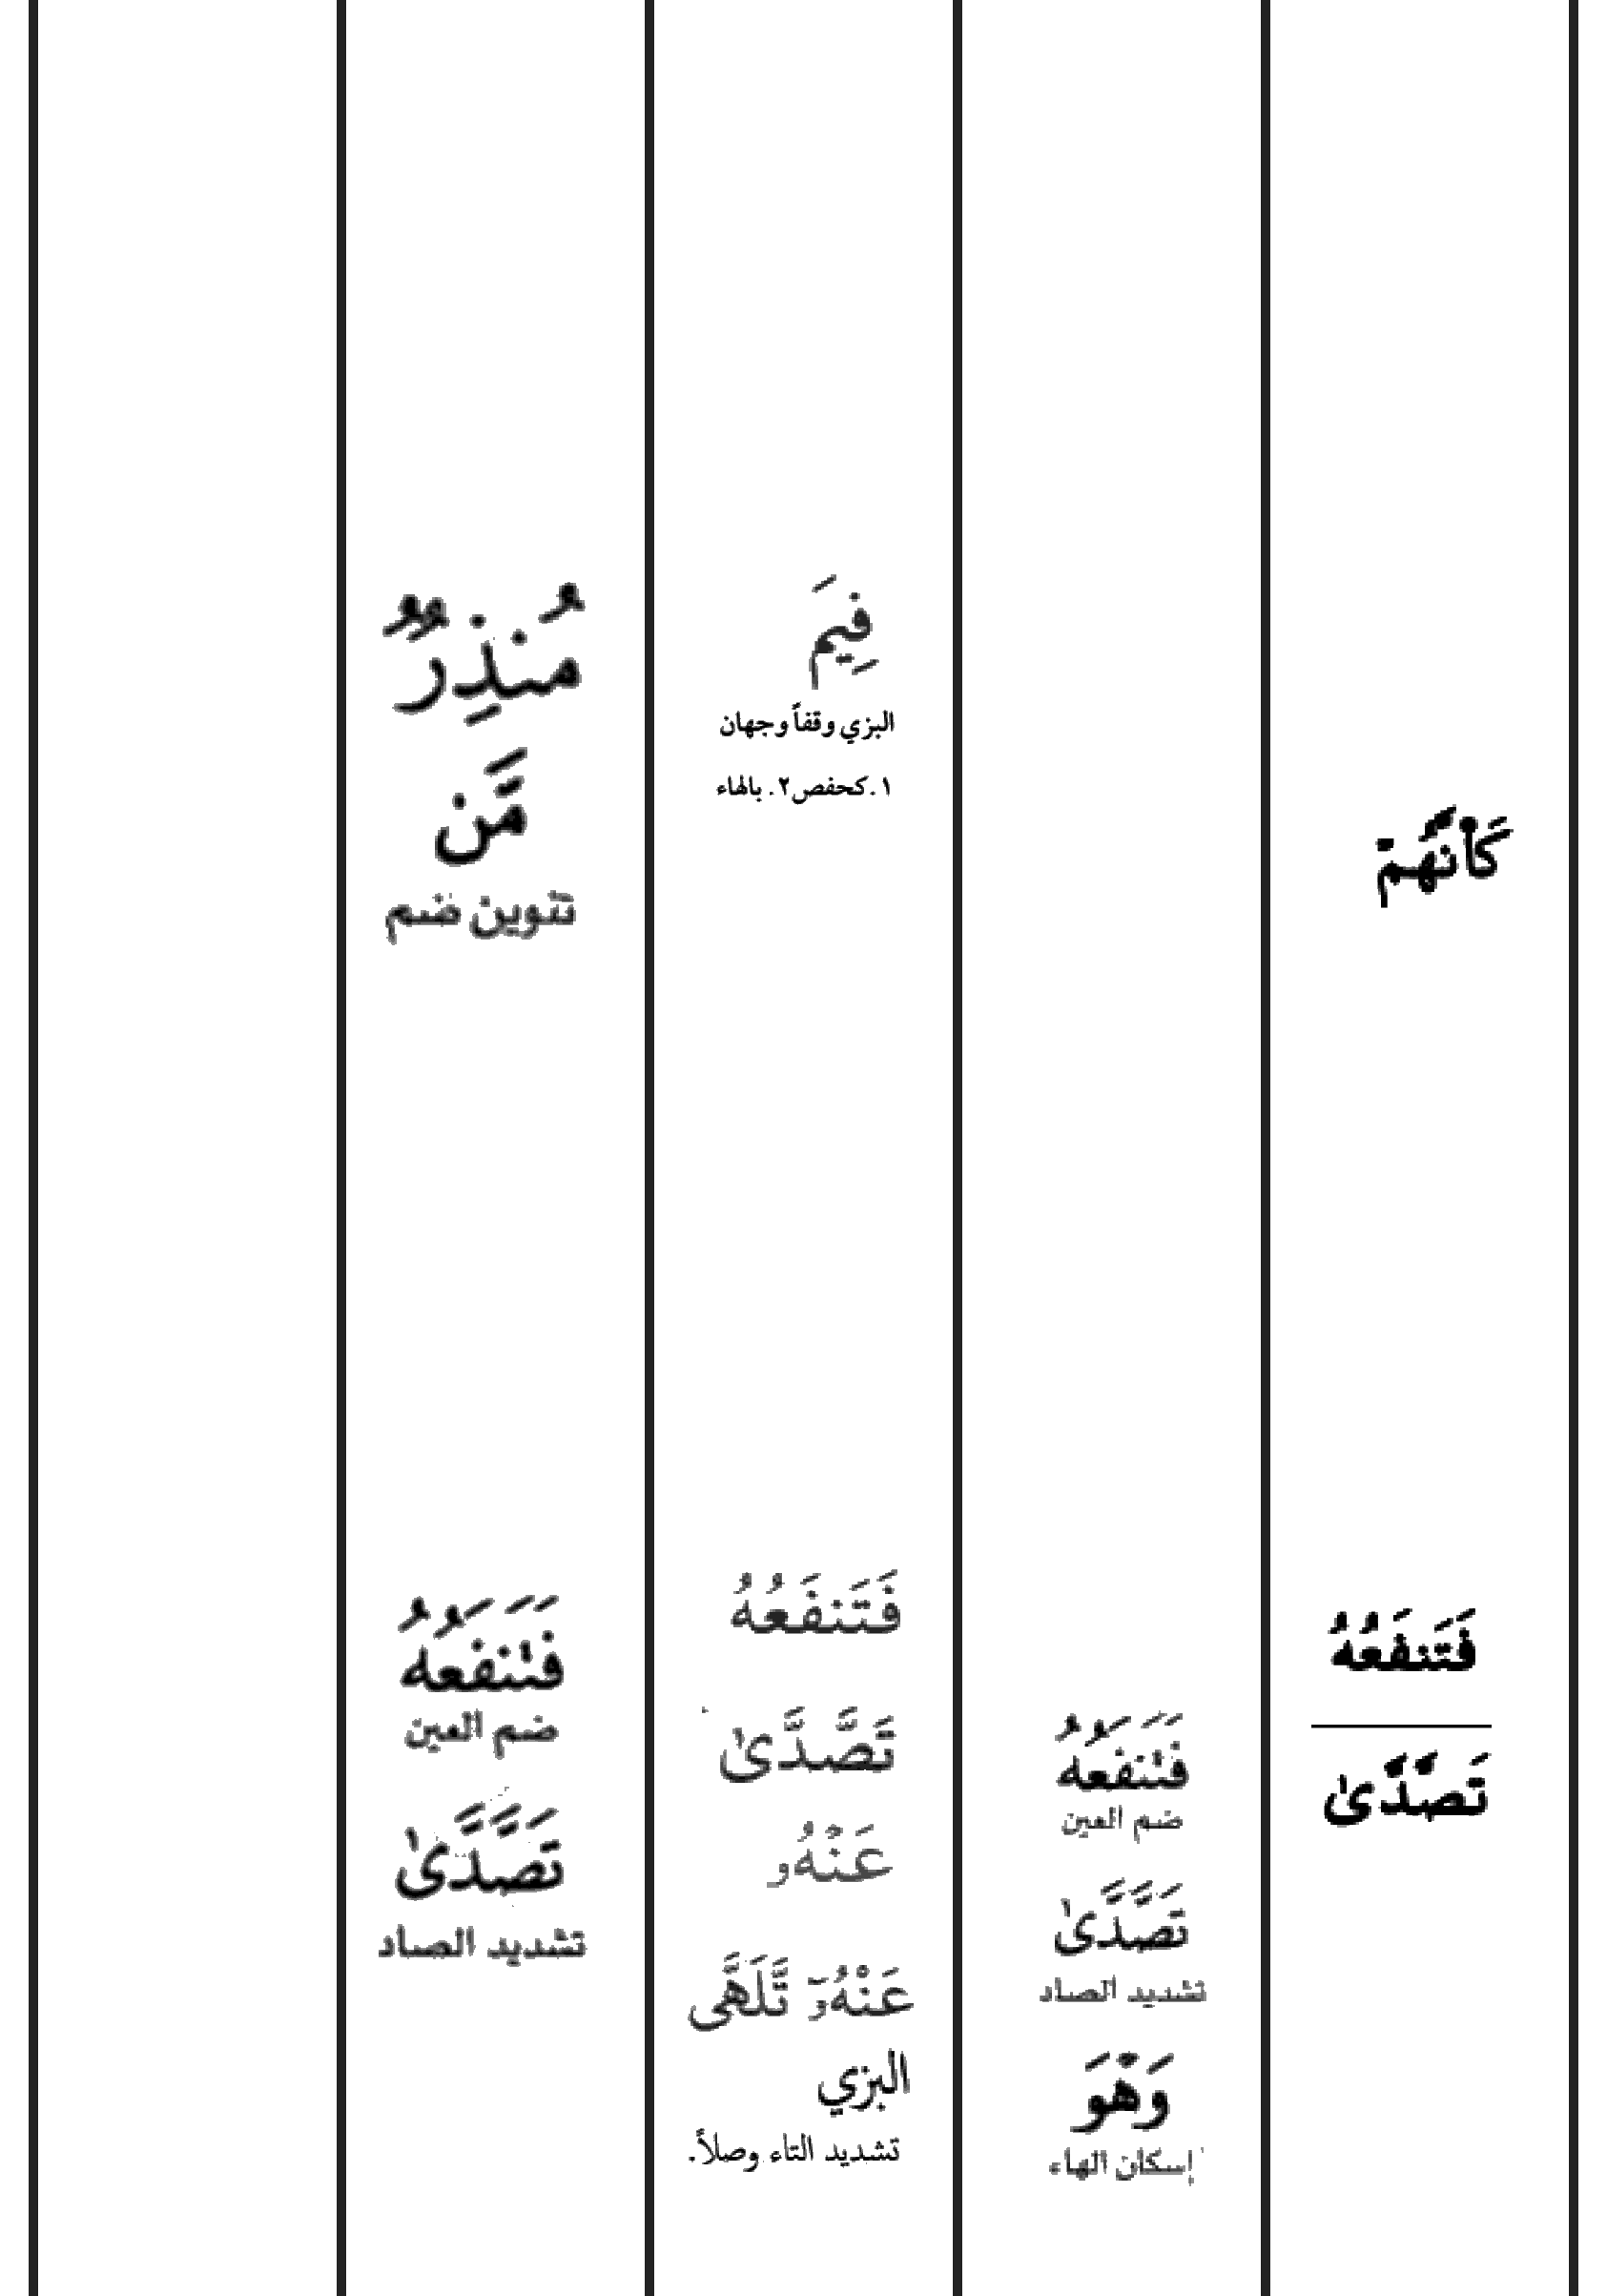 كَأَنَّهُمْ
فَتَنفَعُهُ
تَصَّدَّىٰ
فَتَنفَعُهُ
ضم العين
تَصَّدَّىٰ
تشديد الصاد
وَهْوَ
إسكان الهاء
فِيمَ
البزي وقفاً وجهان
١.كحفص٢. بالهاء
فَتَنفَعُهُ
تَصَّدَّىٰ
عَنْهُو
عَنْهُوٓ تَّلَهَّى
البزي
تشديد التاء وصلاً.
مُنذِرٌ
مَّن
تنوين ضم
فَتَنفَعُهُ
ضم العين
تَصَّدَّىٰ
تشديد الصاد